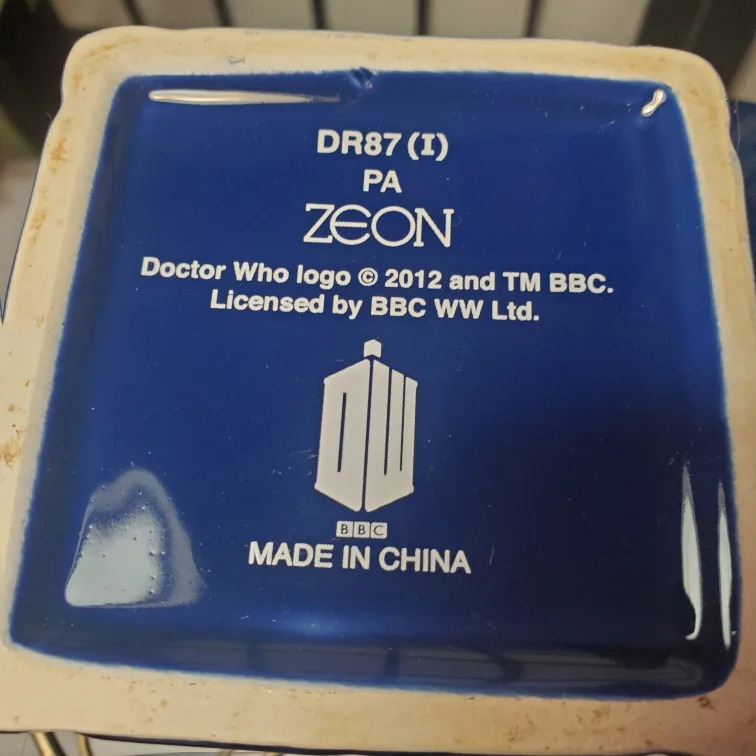 DR87 (I)
PA
ZEON
Doctor Who logo © 2012 and TM BBC.
Licensed by BBC WW Ltd.
DW
BBC
MADE IN CHINA